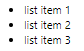 • list item 1
• list item 2
• list item 3